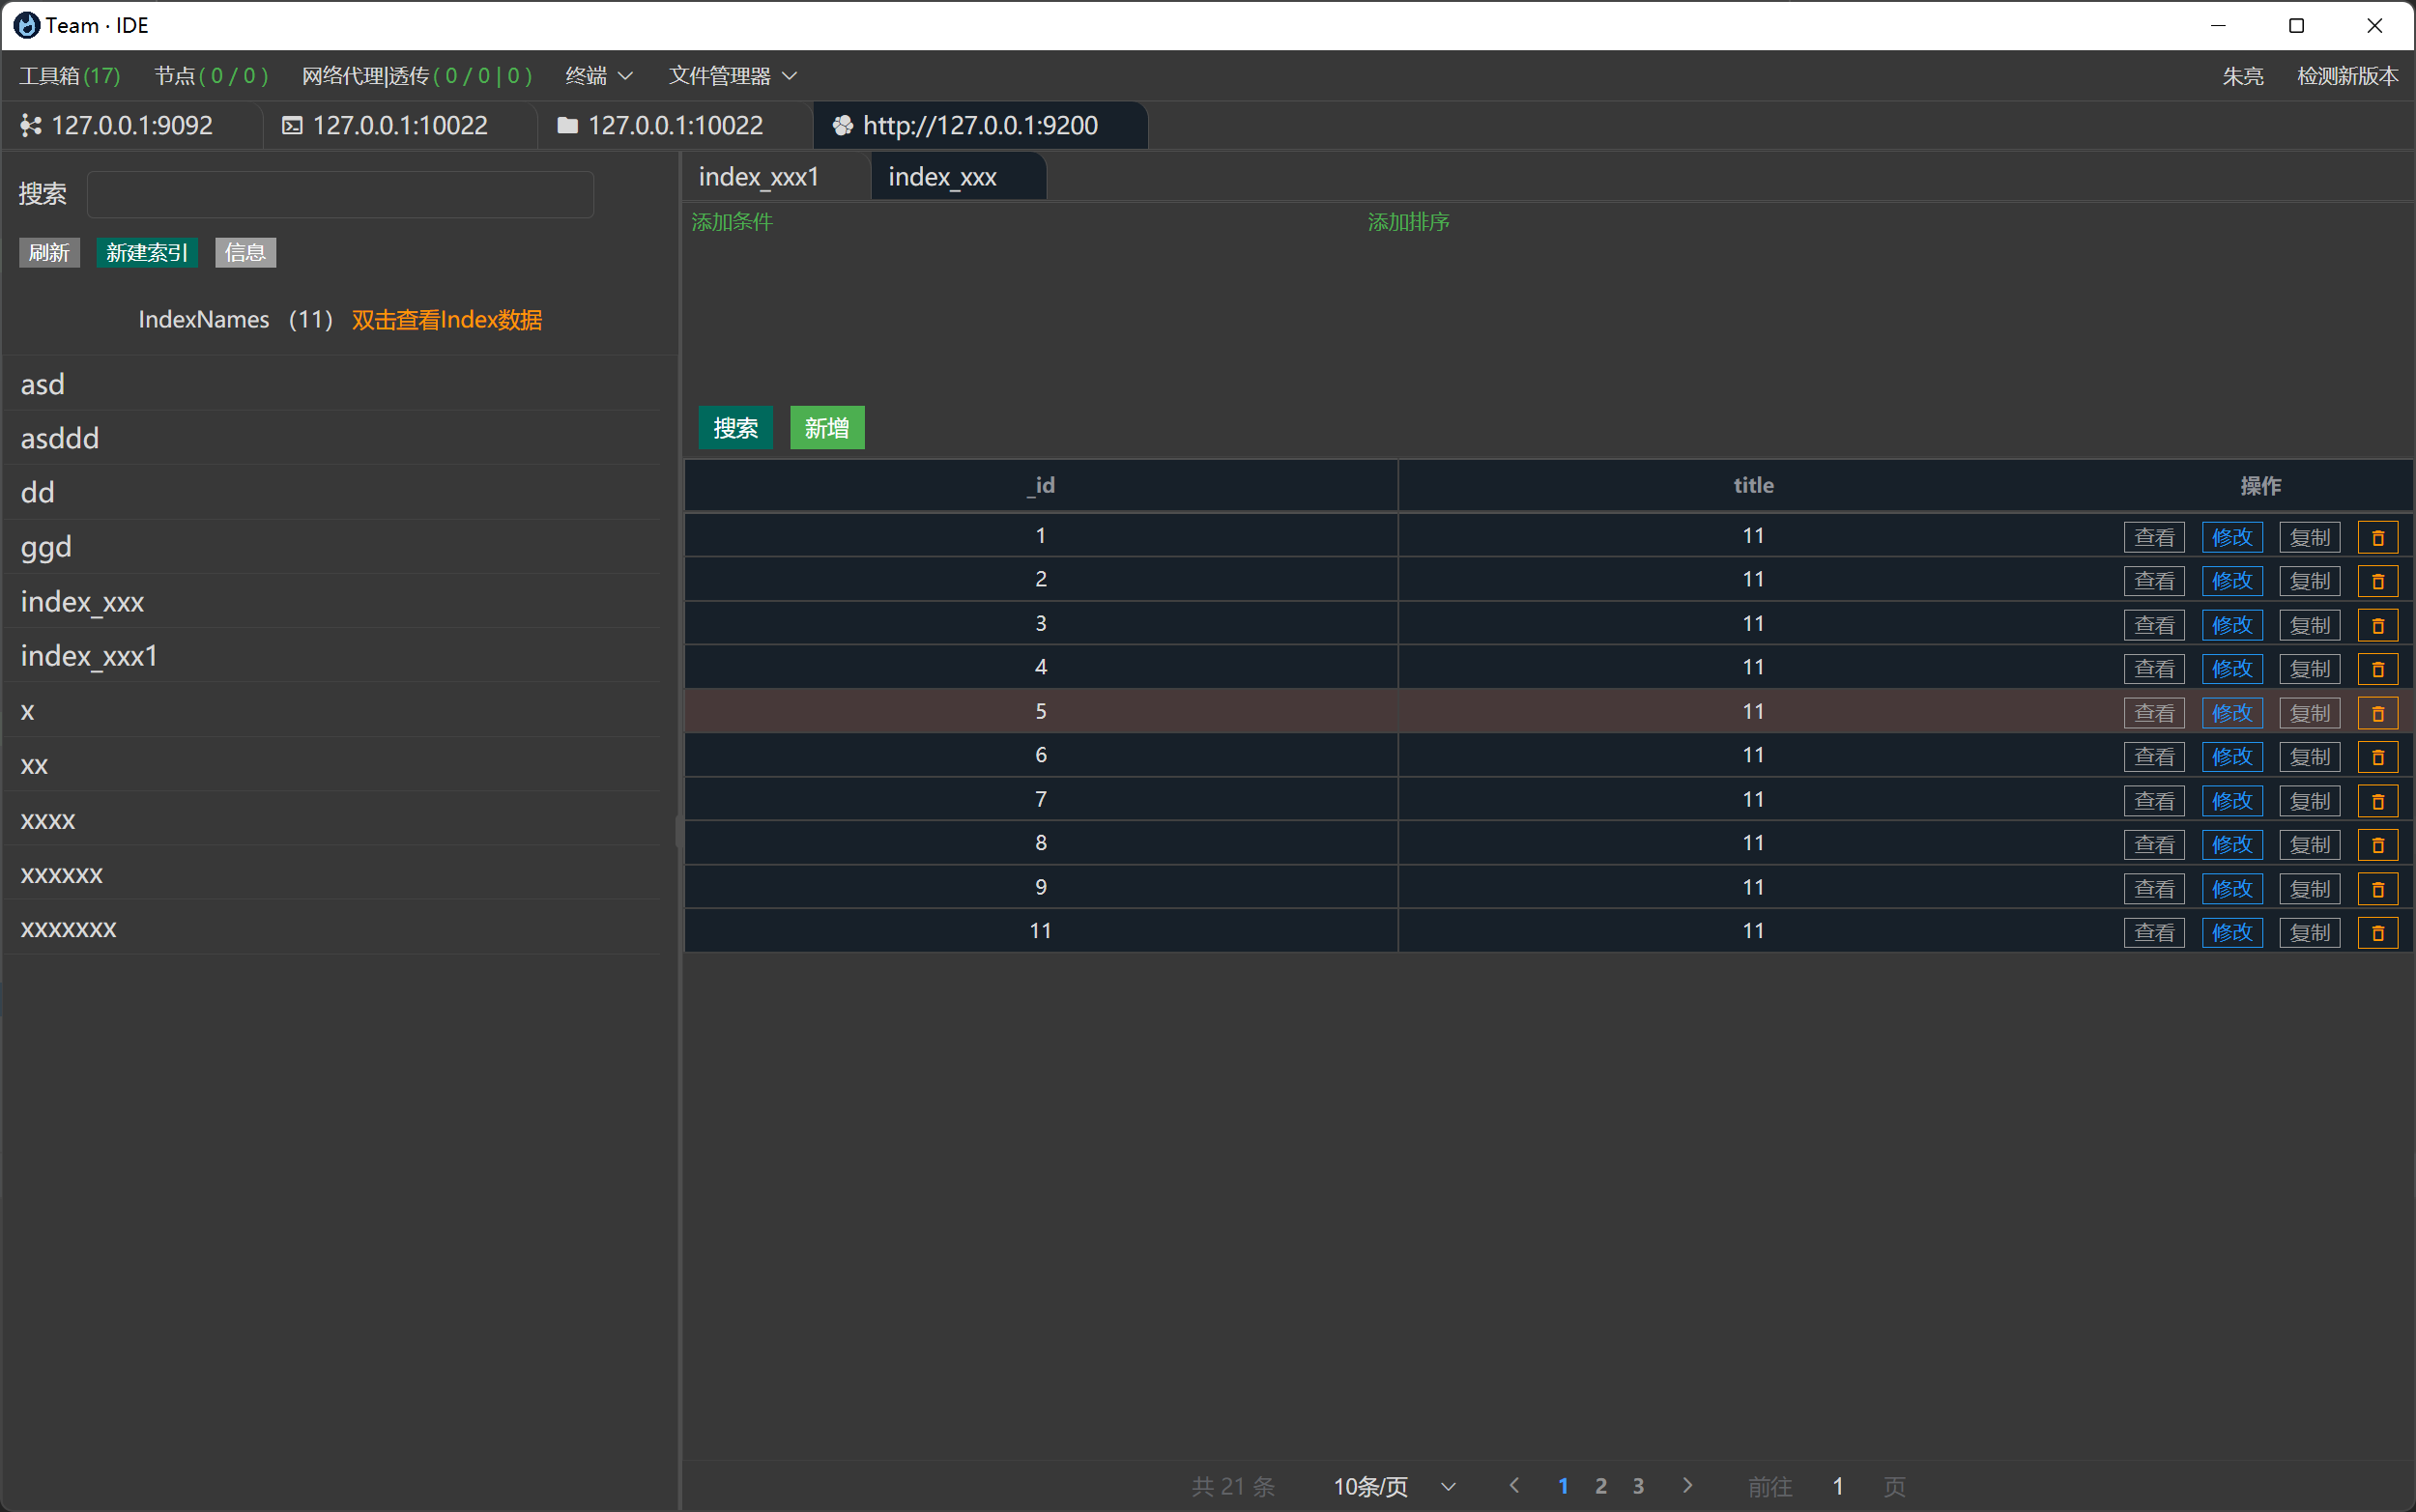 Team · IDE
工具箱(17) 节点( 0 / 0 ) 网络代理|透传( 0 / 0 | 0 ) 终端 文件管理器 朱亮 检测新版本
127.0.0.1:9092 127.0.0.1:10022 127.0.0.1:10022 http://127.0.0.1:9200
搜索
刷新 新建索引 信息
IndexNames （11） 双击查看Index数据
asd
asddd
dd
ggd
index_xxx
index_xxx1
x
xx
xxxx
xxxxxx
xxxxxxx
index_xxx1 index_xxx
添加条件 添加排序
搜索 新增
_id title 操作
1 11 查看 修改 复制
2 11 查看 修改 复制
3 11 查看 修改 复制
4 11 查看 修改 复制
5 11 查看 修改 复制
6 11 查看 修改 复制
7 11 查看 修改 复制
8 11 查看 修改 复制
9 11 查看 修改 复制
11 11 查看 修改 复制
共 21 条 10条/页 1 2 3 前往 1 页